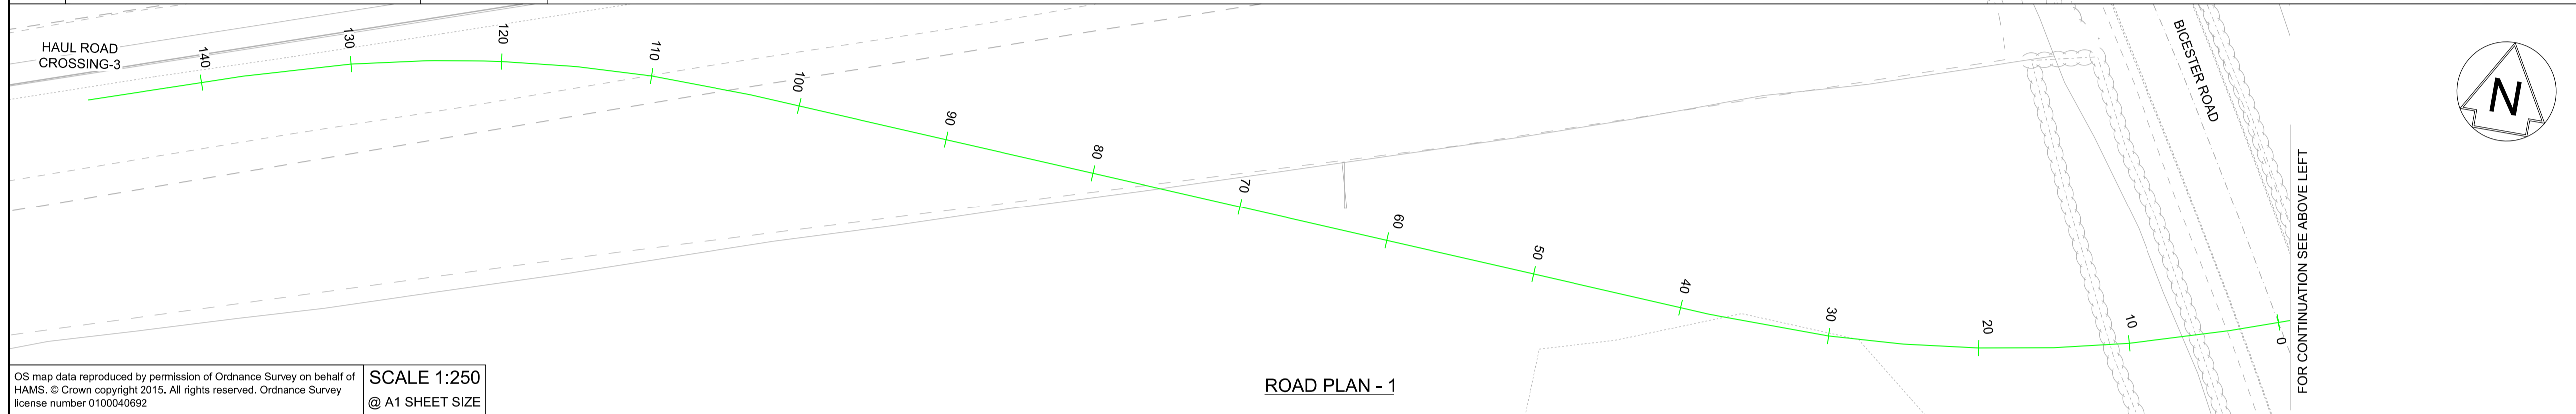 HAUL ROAD
CROSSING-3
140
130
120
110
100
90
80
70
60
50
40
30
20
10
0
BICESTER ROAD
N
FOR CONTINUATION SEE ABOVE LEFT
OS map data reproduced by permission of Ordnance Survey on behalf of
HAMS. © Crown copyright 2015. All rights reserved. Ordnance Survey
license number 0100040692
SCALE 1:250
@ A1 SHEET SIZE
ROAD PLAN - 1